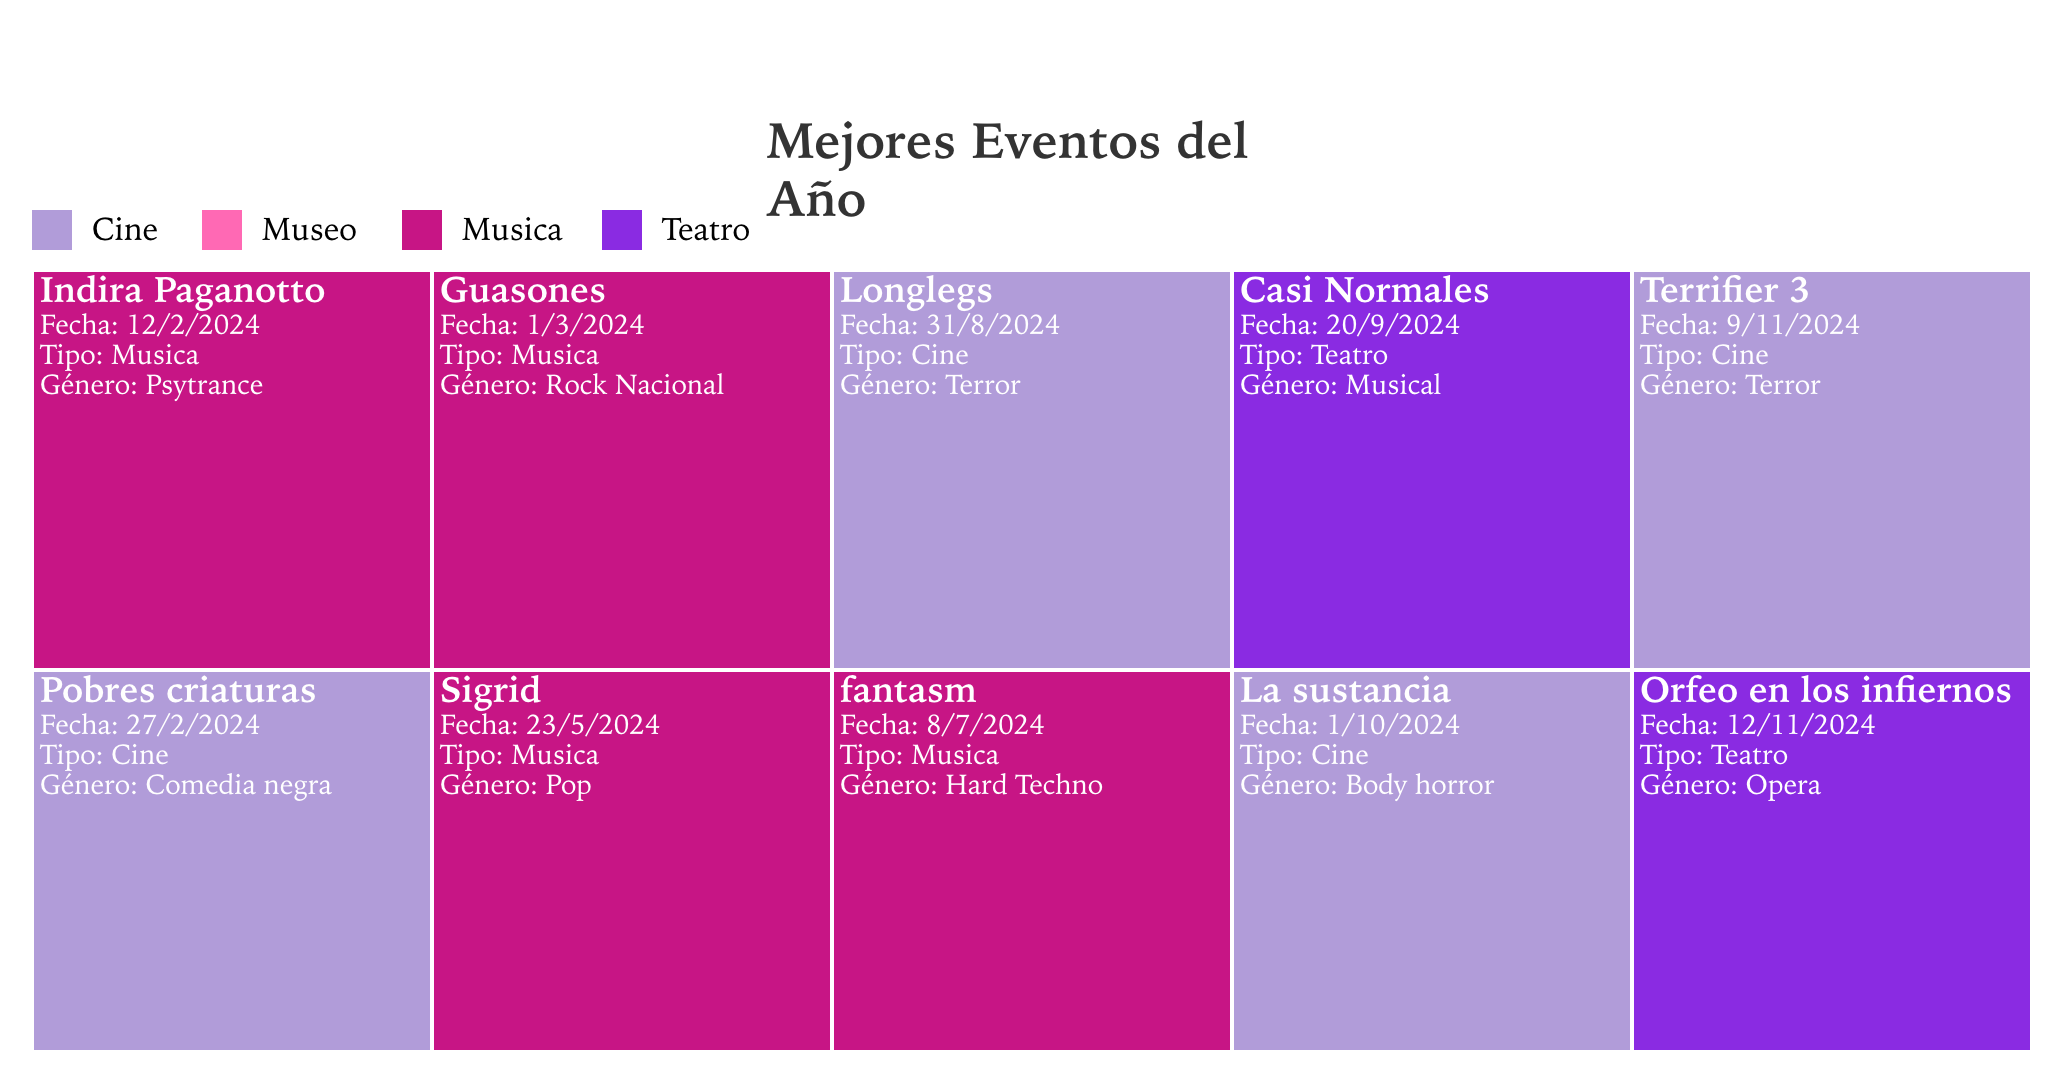 Mejores Eventos del
Año
Cine
Museo
Musica
Teatro
Indira Paganotto
Fecha: 12/2/2024
Tipo: Musica
Género: Psytrance
Guasones
Fecha: 1/3/2024
Tipo: Musica
Género: Rock Nacional
Longlegs
Fecha: 31/8/2024
Tipo: Cine
Género: Terror
Casi Normales
Fecha: 20/9/2024
Tipo: Teatro
Género: Musical
Terrifier 3
Fecha: 9/11/2024
Tipo: Cine
Género: Terror
Pobres criaturas
Fecha: 27/2/2024
Tipo: Cine
Género: Comedia negra
Sigrid
Fecha: 23/5/2024
Tipo: Musica
Género: Pop
fantasm
Fecha: 8/7/2024
Tipo: Musica
Género: Hard Techno
La sustancia
Fecha: 1/10/2024
Tipo: Cine
Género: Body horror
Orfeo en los infiernos
Fecha: 12/11/2024
Tipo: Teatro
Género: Opera